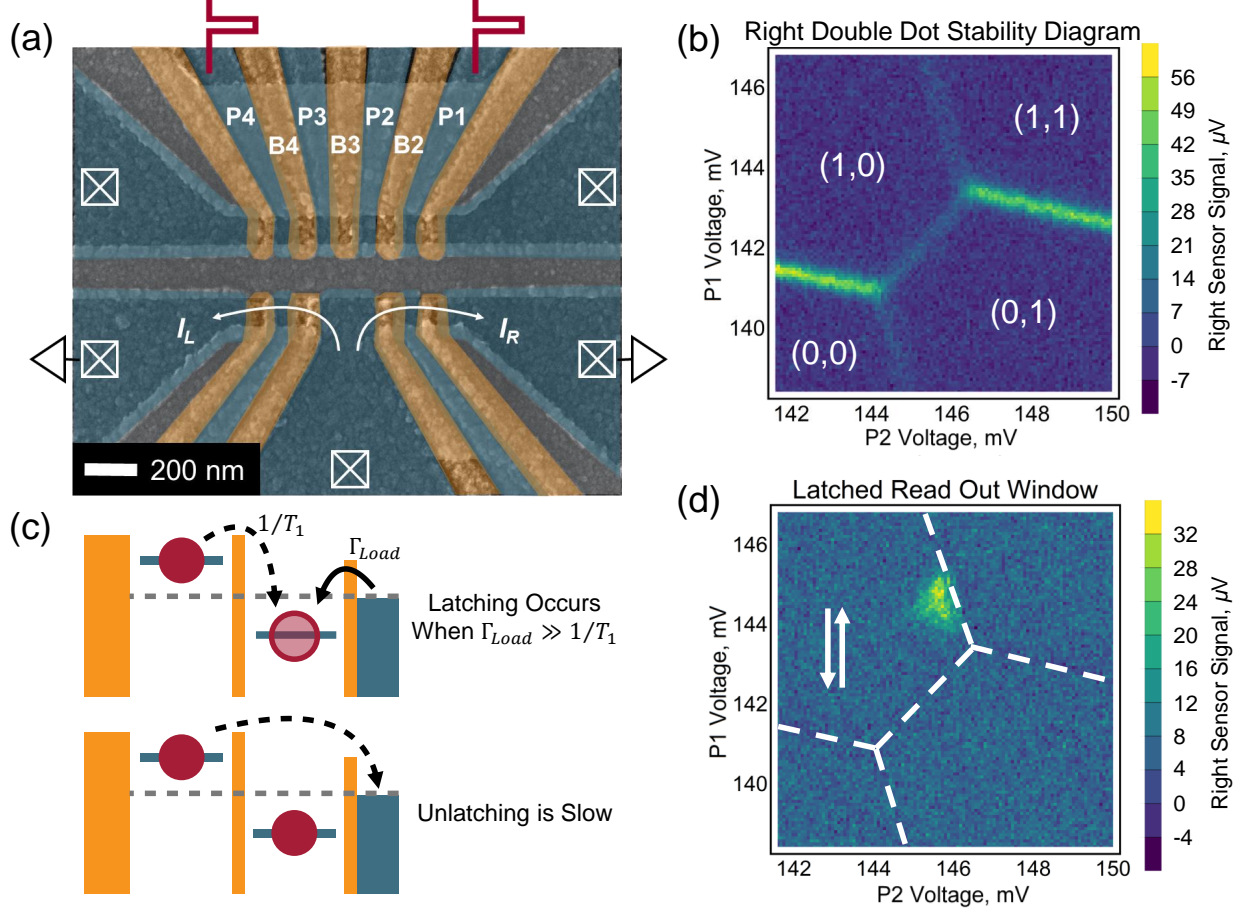 (a)
P4
P3
P2
P1
B4
B3
B2
I_L
I_R
200 nm
(b)
Right Double Dot Stability Diagram
(1,1)
(1,0)
(0,1)
(0,0)
146
144
142
140
P1 Voltage, mV
142
144
146
148
150
P2 Voltage, mV
56
49
42
35
28
21
14
7
0
-7
Right Sensor Signal, μV
(c)
1/T₁
Γ_Load
Latching Occurs
When Γ_Load ≫ 1/T₁
Unlatching is Slow
(d)
Latched Read Out Window
146
144
142
140
P1 Voltage, mV
142
144
146
148
150
P2 Voltage, mV
32
28
24
20
16
12
8
4
0
-4
Right Sensor Signal, μV